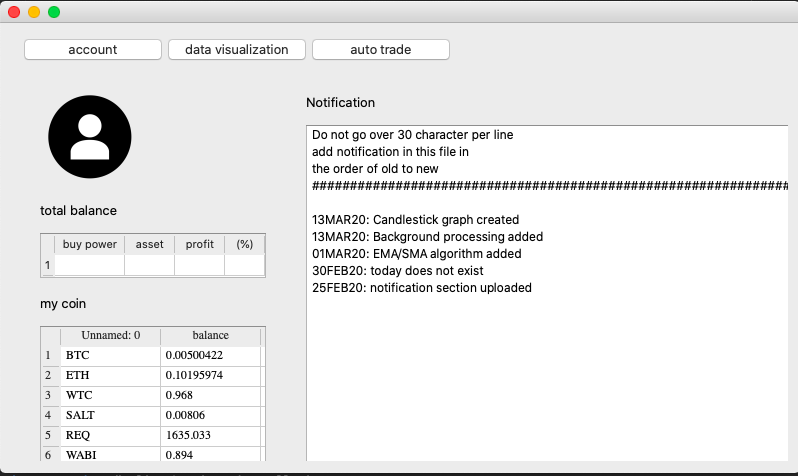 account data visualization auto trade
Notification
Do not go over 30 character per line
add notification in this file in
the order of old to new
################################################################
13MAR20: Candlestick graph created
13MAR20: Background processing added
01MAR20: EMA/SMA algorithm added
30FEB20: today does not exist
25FEB20: notification section uploaded
total balance
buy power asset profit (%)
1
my coin
Unnamed: 0 balance
1 BTC 0.00500422
2 ETH 0.10195974
3 WTC 0.968
4 SALT 0.00806
5 REQ 1635.033
6 WABI 0.894